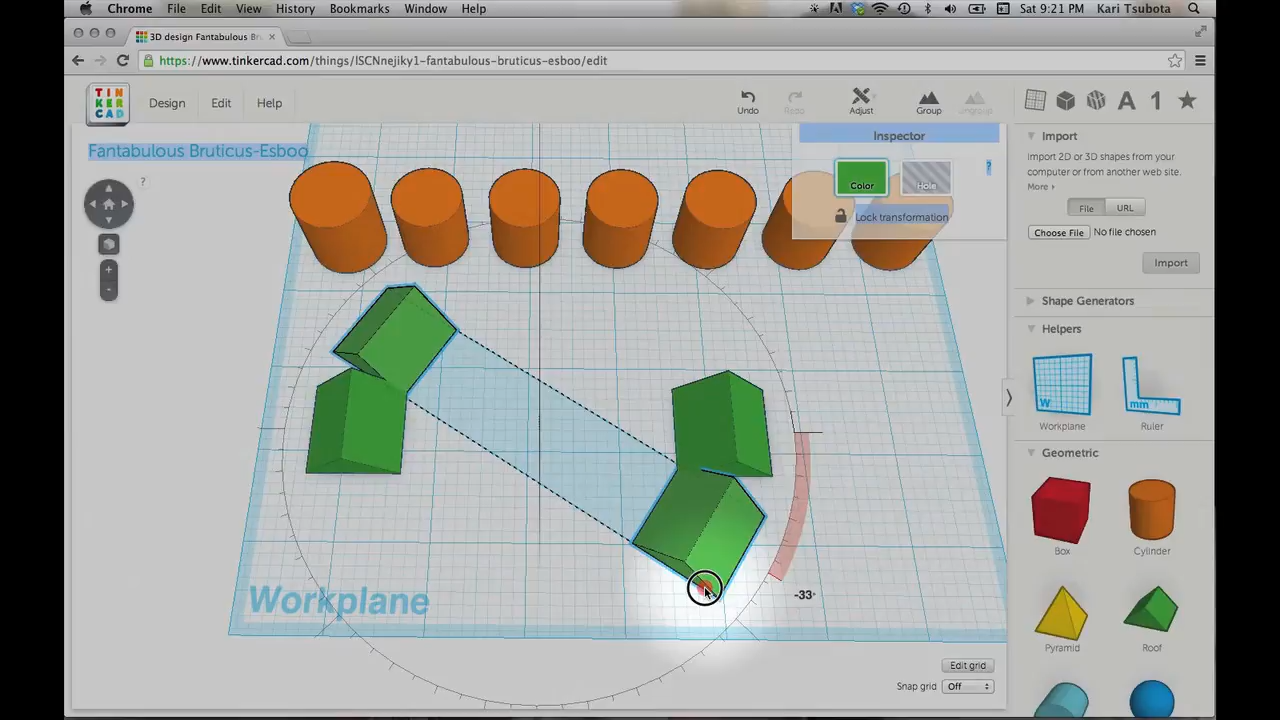 Chrome File Edit View History Bookmarks Window Help Sat 9:21 PM Kari Tsubota
3D design Fantabulous Bru
https://www.tinkercad.com/things/lSCNnejiky1-fantabulous-bruticus-esboo/edit
TIN
KER
CAD
Design Edit Help Undo Redo Adjust Group Ungroup A 1
Inspector
Import
Fantabulous Bruticus-Esboo
Import 2D or 3D shapes from your
computer or from another web site.
More
?
?
Color Hole
File URL
Lock transformation
Choose File No file chosen
Import
+
-
Shape Generators
Helpers
W
mm
Workplane Ruler
Geometric
Box Cylinder
-33°
Workplane
Pyramid Roof
Edit grid
Snap grid Off